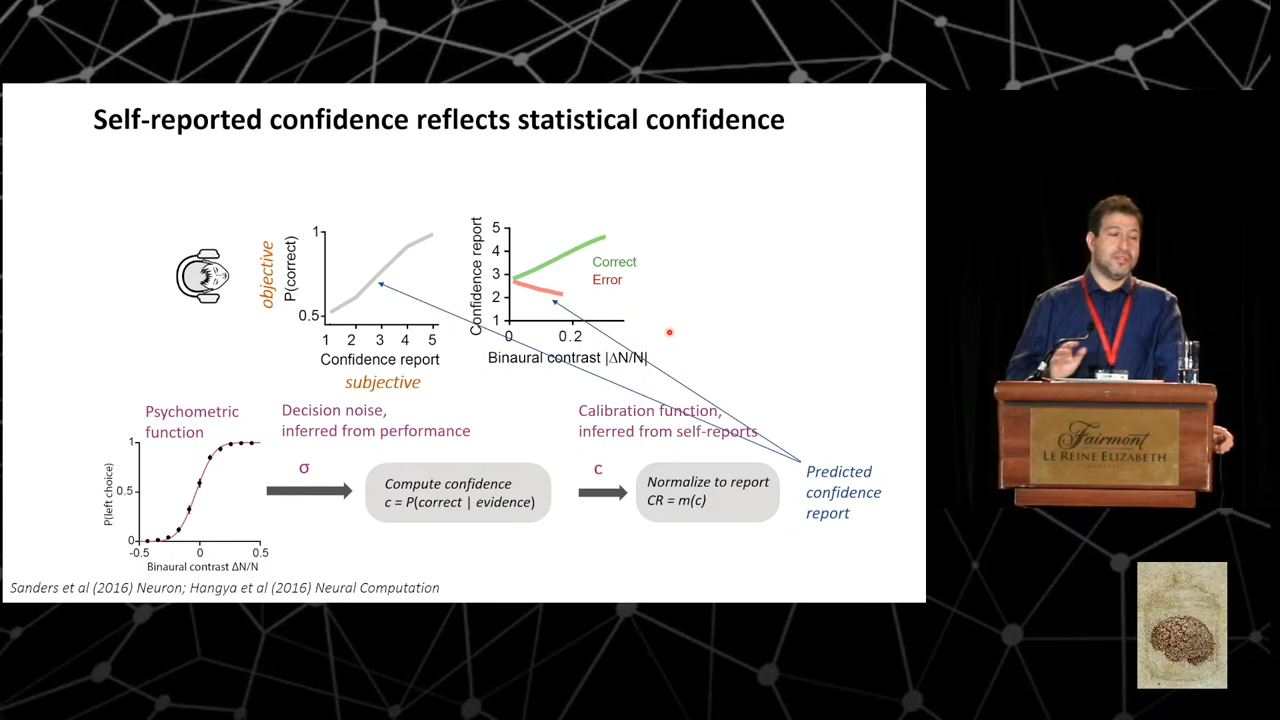 Self-reported confidence reflects statistical confidence
objective
P(correct)
1
0.5
1 2 3 4 5
Confidence report
subjective
Confidence report
5
4
3
2
1
Correct
Error
0 0.2
Binaural contrast |ΔN/N|
Psychometric
function
Decision noise,
inferred from performance
Calibration function,
inferred from self-reports
P(left choice)
1
0.5
0
-0.5 0 0.5
Binaural contrast ΔN/N
σ
Compute confidence
c = P(correct | evidence)
c
Normalize to report
CR = m(c)
Predicted
confidence
report
Sanders et al (2016) Neuron; Hangya et al (2016) Neural Computation
Fairmont
LE REINE ELIZABETH